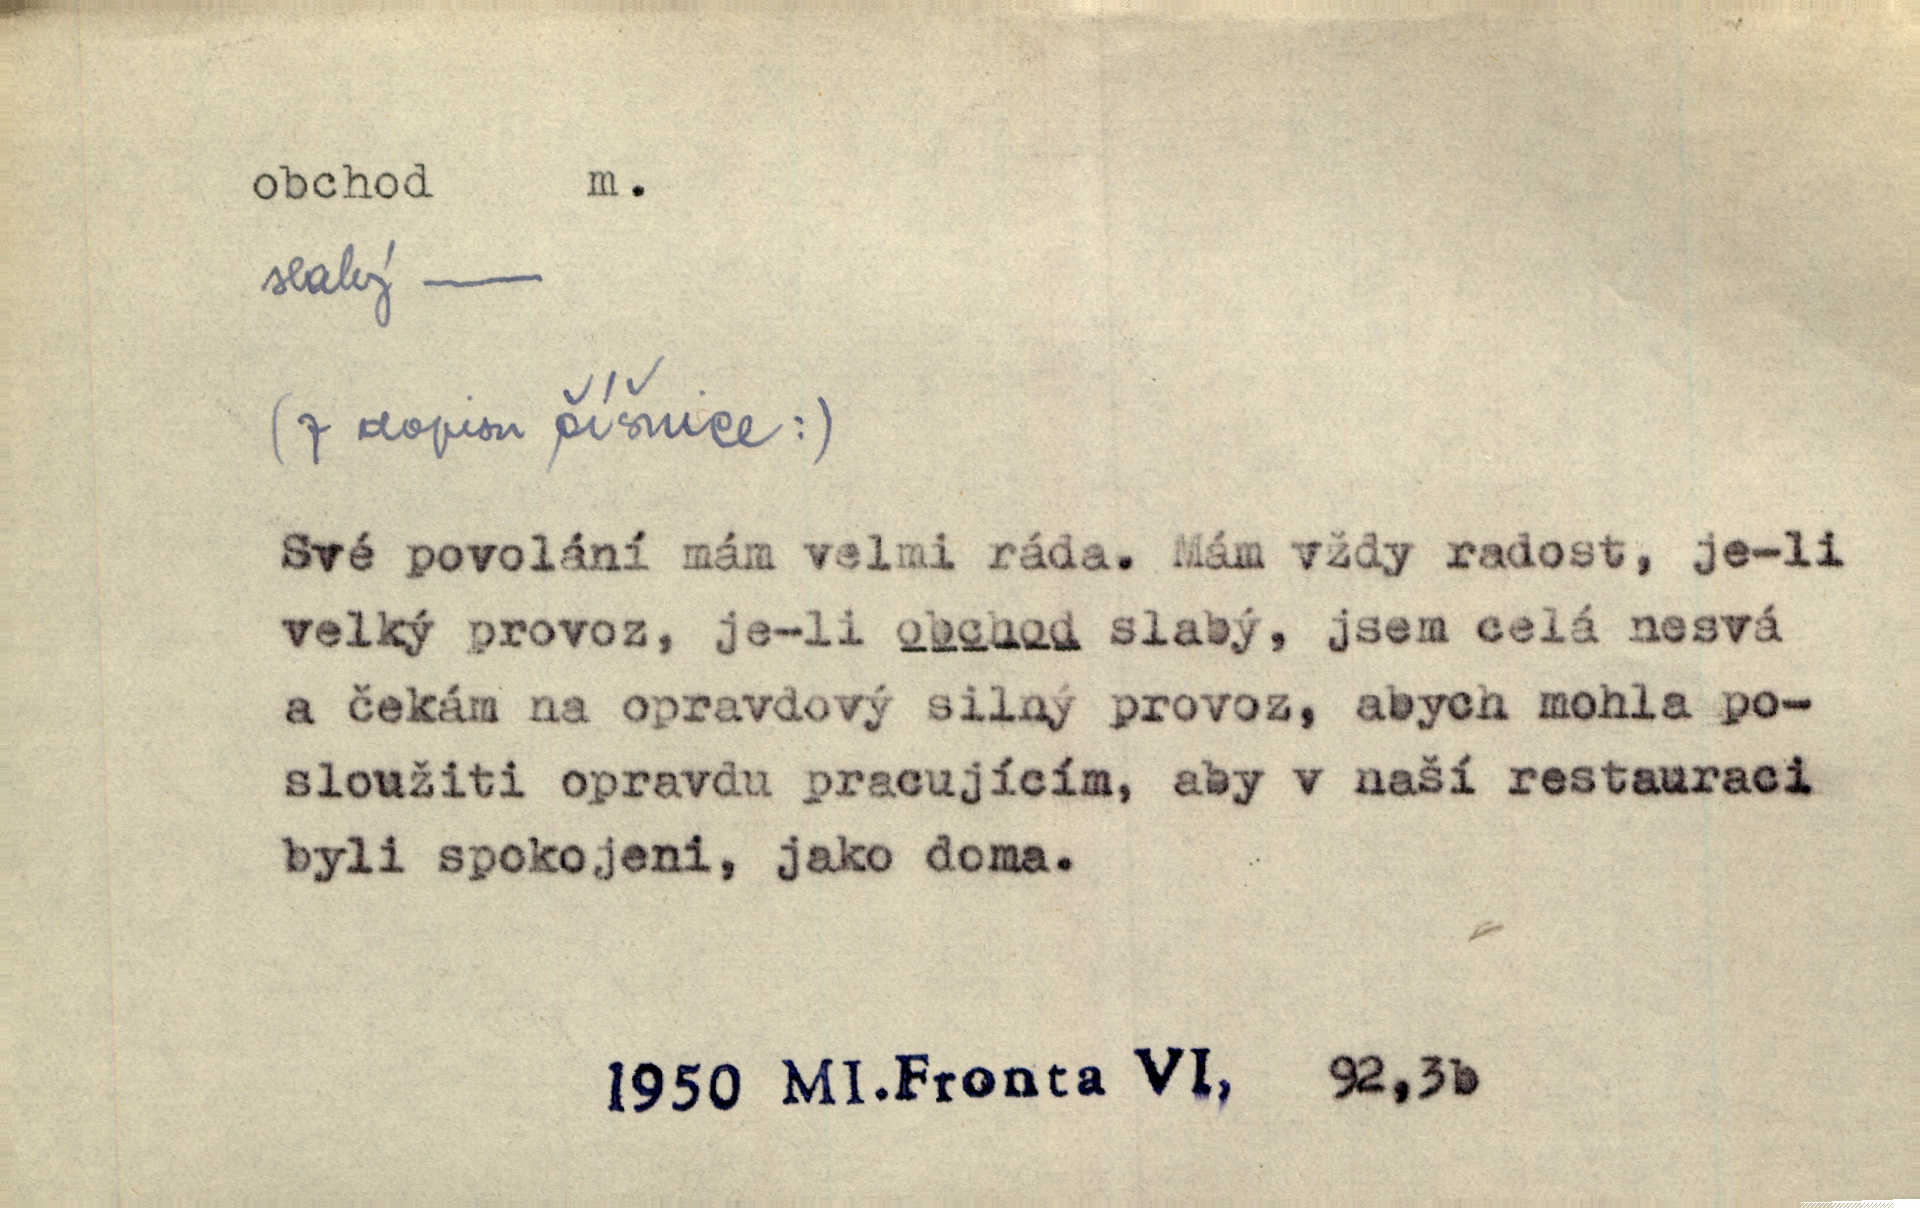 obchod m.
slabý —
(z dopisu číšnice:)
Své povolání mám velmi ráda. Mám vždy radost, je-li
velký provoz, je-li obchod slabý, jsem celá nesvá
a čekám na opravdový silný provoz, abych mohla po-
sloužiti opravdu pracujícím, aby v naší restauraci
byli spokojeni, jako doma.
1950 Ml.Fronta VI, 92,3b